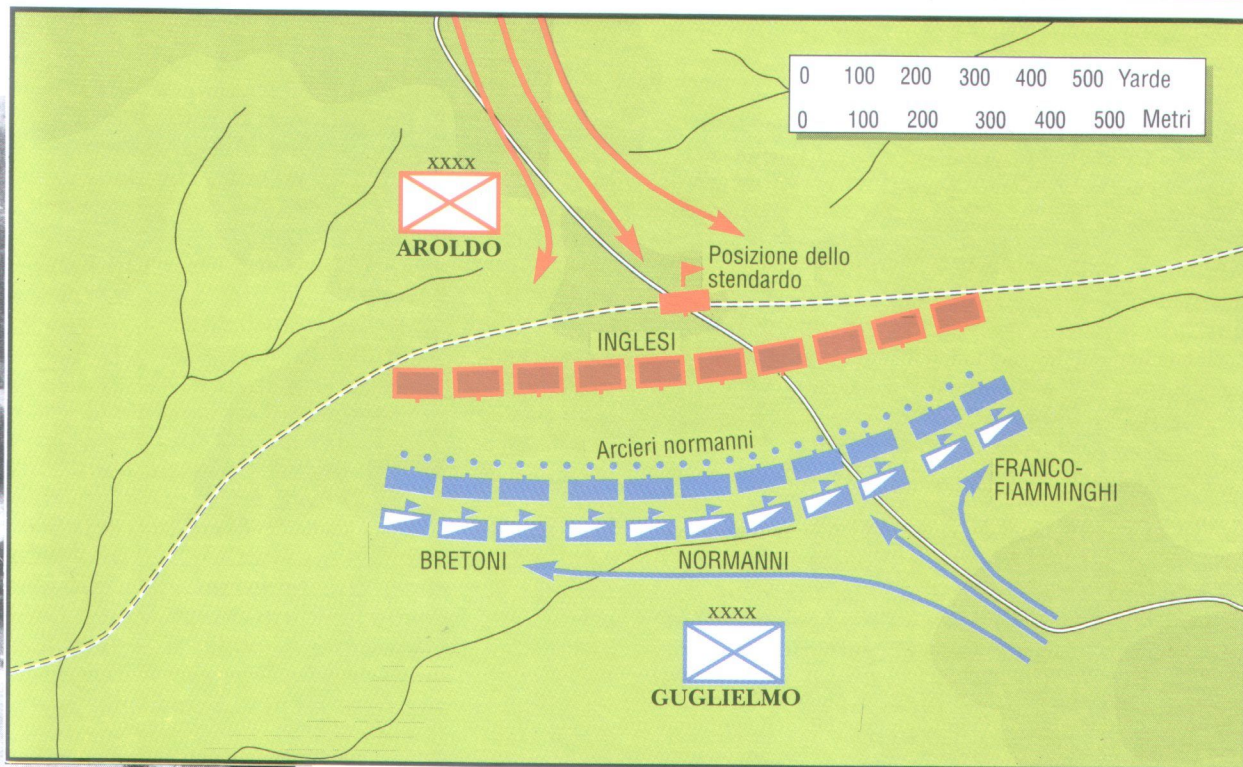 0 100 200 300 400 500 Yarde
0 100 200 300 400 500 Metri
XXXX
AROLDO
Posizione dello
stendardo
INGLESI
Arcieri normanni
FRANCO-
FIAMMINGHI
BRETONI
NORMANNI
XXXX
GUGLIELMO